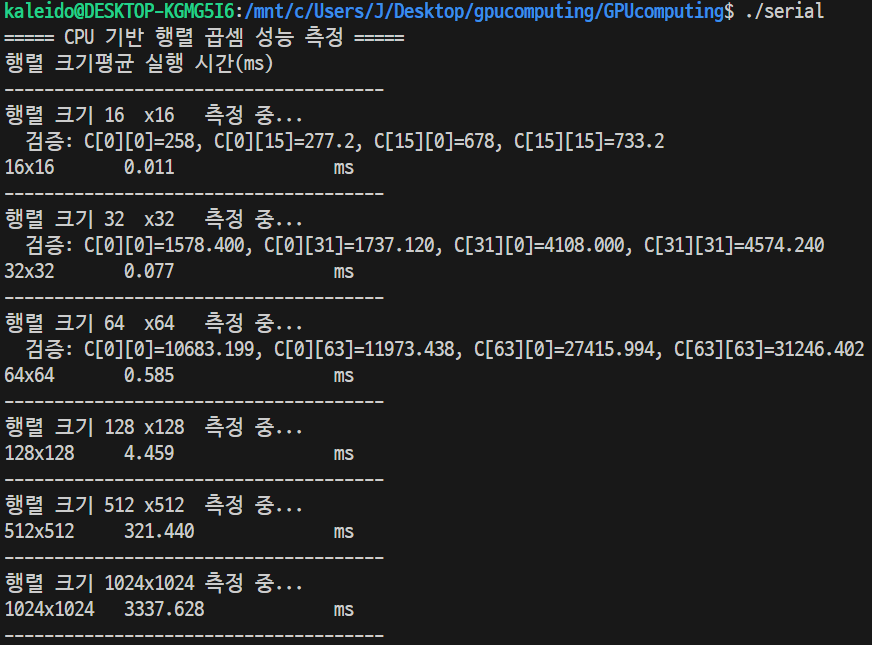 kaleido@DESKTOP-KGMG5I6:/mnt/c/Users/J/Desktop/gpucomputing/GPUcomputing$ ./serial
===== CPU 기반 행렬 곱셈 성능 측정 =====
행렬 크기평균 실행 시간(ms)
--------------------------------------
행렬 크기 16  x16   측정 중...
  검증: C[0][0]=258, C[0][15]=277.2, C[15][0]=678, C[15][15]=733.2
16x16       0.011                ms
--------------------------------------
행렬 크기 32  x32   측정 중...
  검증: C[0][0]=1578.400, C[0][31]=1737.120, C[31][0]=4108.000, C[31][31]=4574.240
32x32       0.077                ms
--------------------------------------
행렬 크기 64  x64   측정 중...
  검증: C[0][0]=10683.199, C[0][63]=11973.438, C[63][0]=27415.994, C[63][63]=31246.402
64x64       0.585                ms
--------------------------------------
행렬 크기 128 x128  측정 중...
128x128     4.459                ms
--------------------------------------
행렬 크기 512 x512  측정 중...
512x512     321.440              ms
--------------------------------------
행렬 크기 1024x1024 측정 중...
1024x1024   3337.628             ms
--------------------------------------